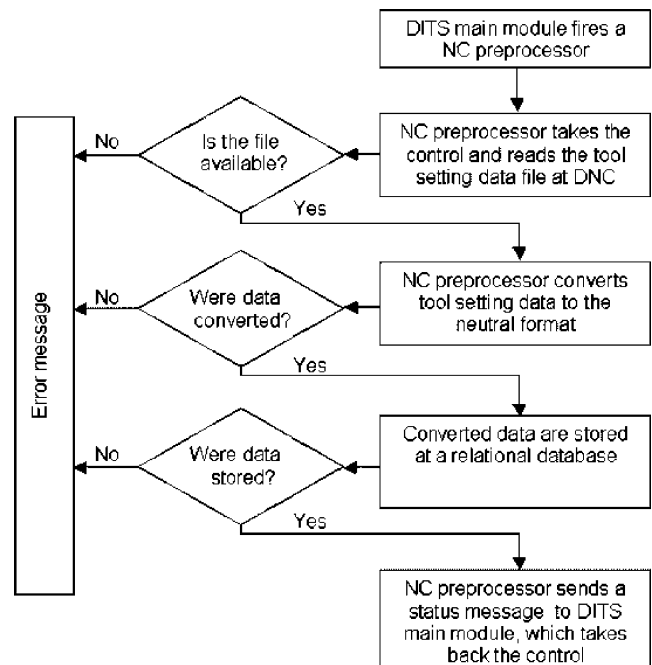 DITS main module fires a
NC preprocessor
No
Is the file
available?
NC preprocessor takes the
control and reads the tool
setting data file at DNC
Yes
Error message
No
Were data
converted?
NC preprocessor converts
tool setting data to the
neutral format
Yes
No
Were data
stored?
Converted data are stored
at a relational database
Yes
NC preprocessor sends a
status message to DITS
main module, which takes
back the control